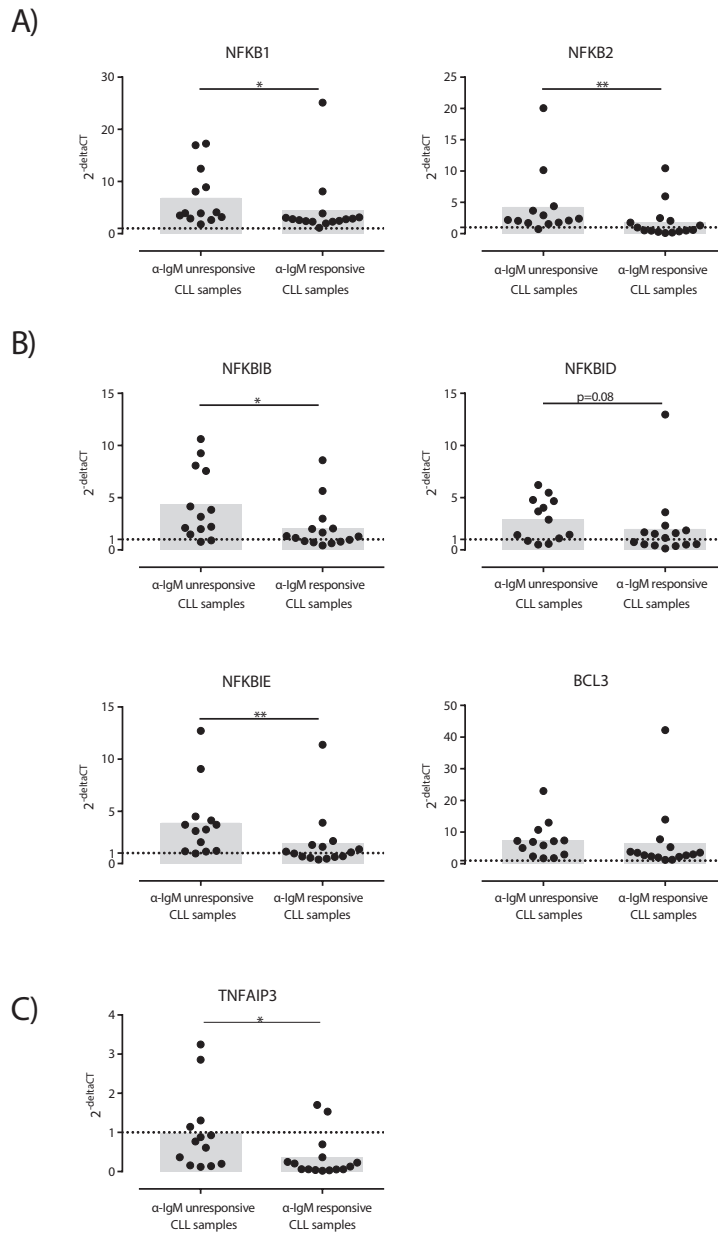 A)
NFKB1
*
30
20
10
0
2^-deltaCT
α-IgM unresponsive
CLL samples
α-IgM responsive
CLL samples
NFKB2
**
25
20
15
10
5
0
2^-deltaCT
α-IgM unresponsive
CLL samples
α-IgM responsive
CLL samples
B)
NFKBIB
*
15
10
5
1
0
2^-deltaCT
α-IgM unresponsive
CLL samples
α-IgM responsive
CLL samples
NFKBID
p=0.08
15
10
5
1
0
2^-deltaCT
α-IgM unresponsive
CLL samples
α-IgM responsive
CLL samples
NFKBIE
**
15
10
5
1
0
2^-deltaCT
α-IgM unresponsive
CLL samples
α-IgM responsive
CLL samples
BCL3
50
40
30
20
10
0
2^-deltaCT
α-IgM unresponsive
CLL samples
α-IgM responsive
CLL samples
C)
TNFAIP3
*
4
3
2
1
0
2^-deltaCT
α-IgM unresponsive
CLL samples
α-IgM responsive
CLL samples